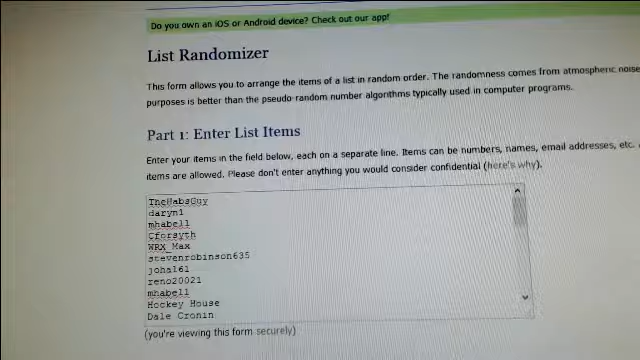 Do you own an iOS or Android device? Check out our app!
List Randomizer
This form allows you to arrange the items of a list in random order. The randomness comes from atmospheric noise
purposes is better than the pseudo-random number algorithms typically used in computer programs.
Part 1: Enter List Items
Enter your items in the field below, each on a separate line. Items can be numbers, names, email addresses, etc.
items are allowed. Please don't enter anything you would consider confidential (here's why).
TheHabsGuy
daryn1
mhabell
Cforsyth
WRX Max
stevenrobinson635
joha161
reno20021
mhabell
Hockey House
Dale Cronin
(you're viewing this form securely)